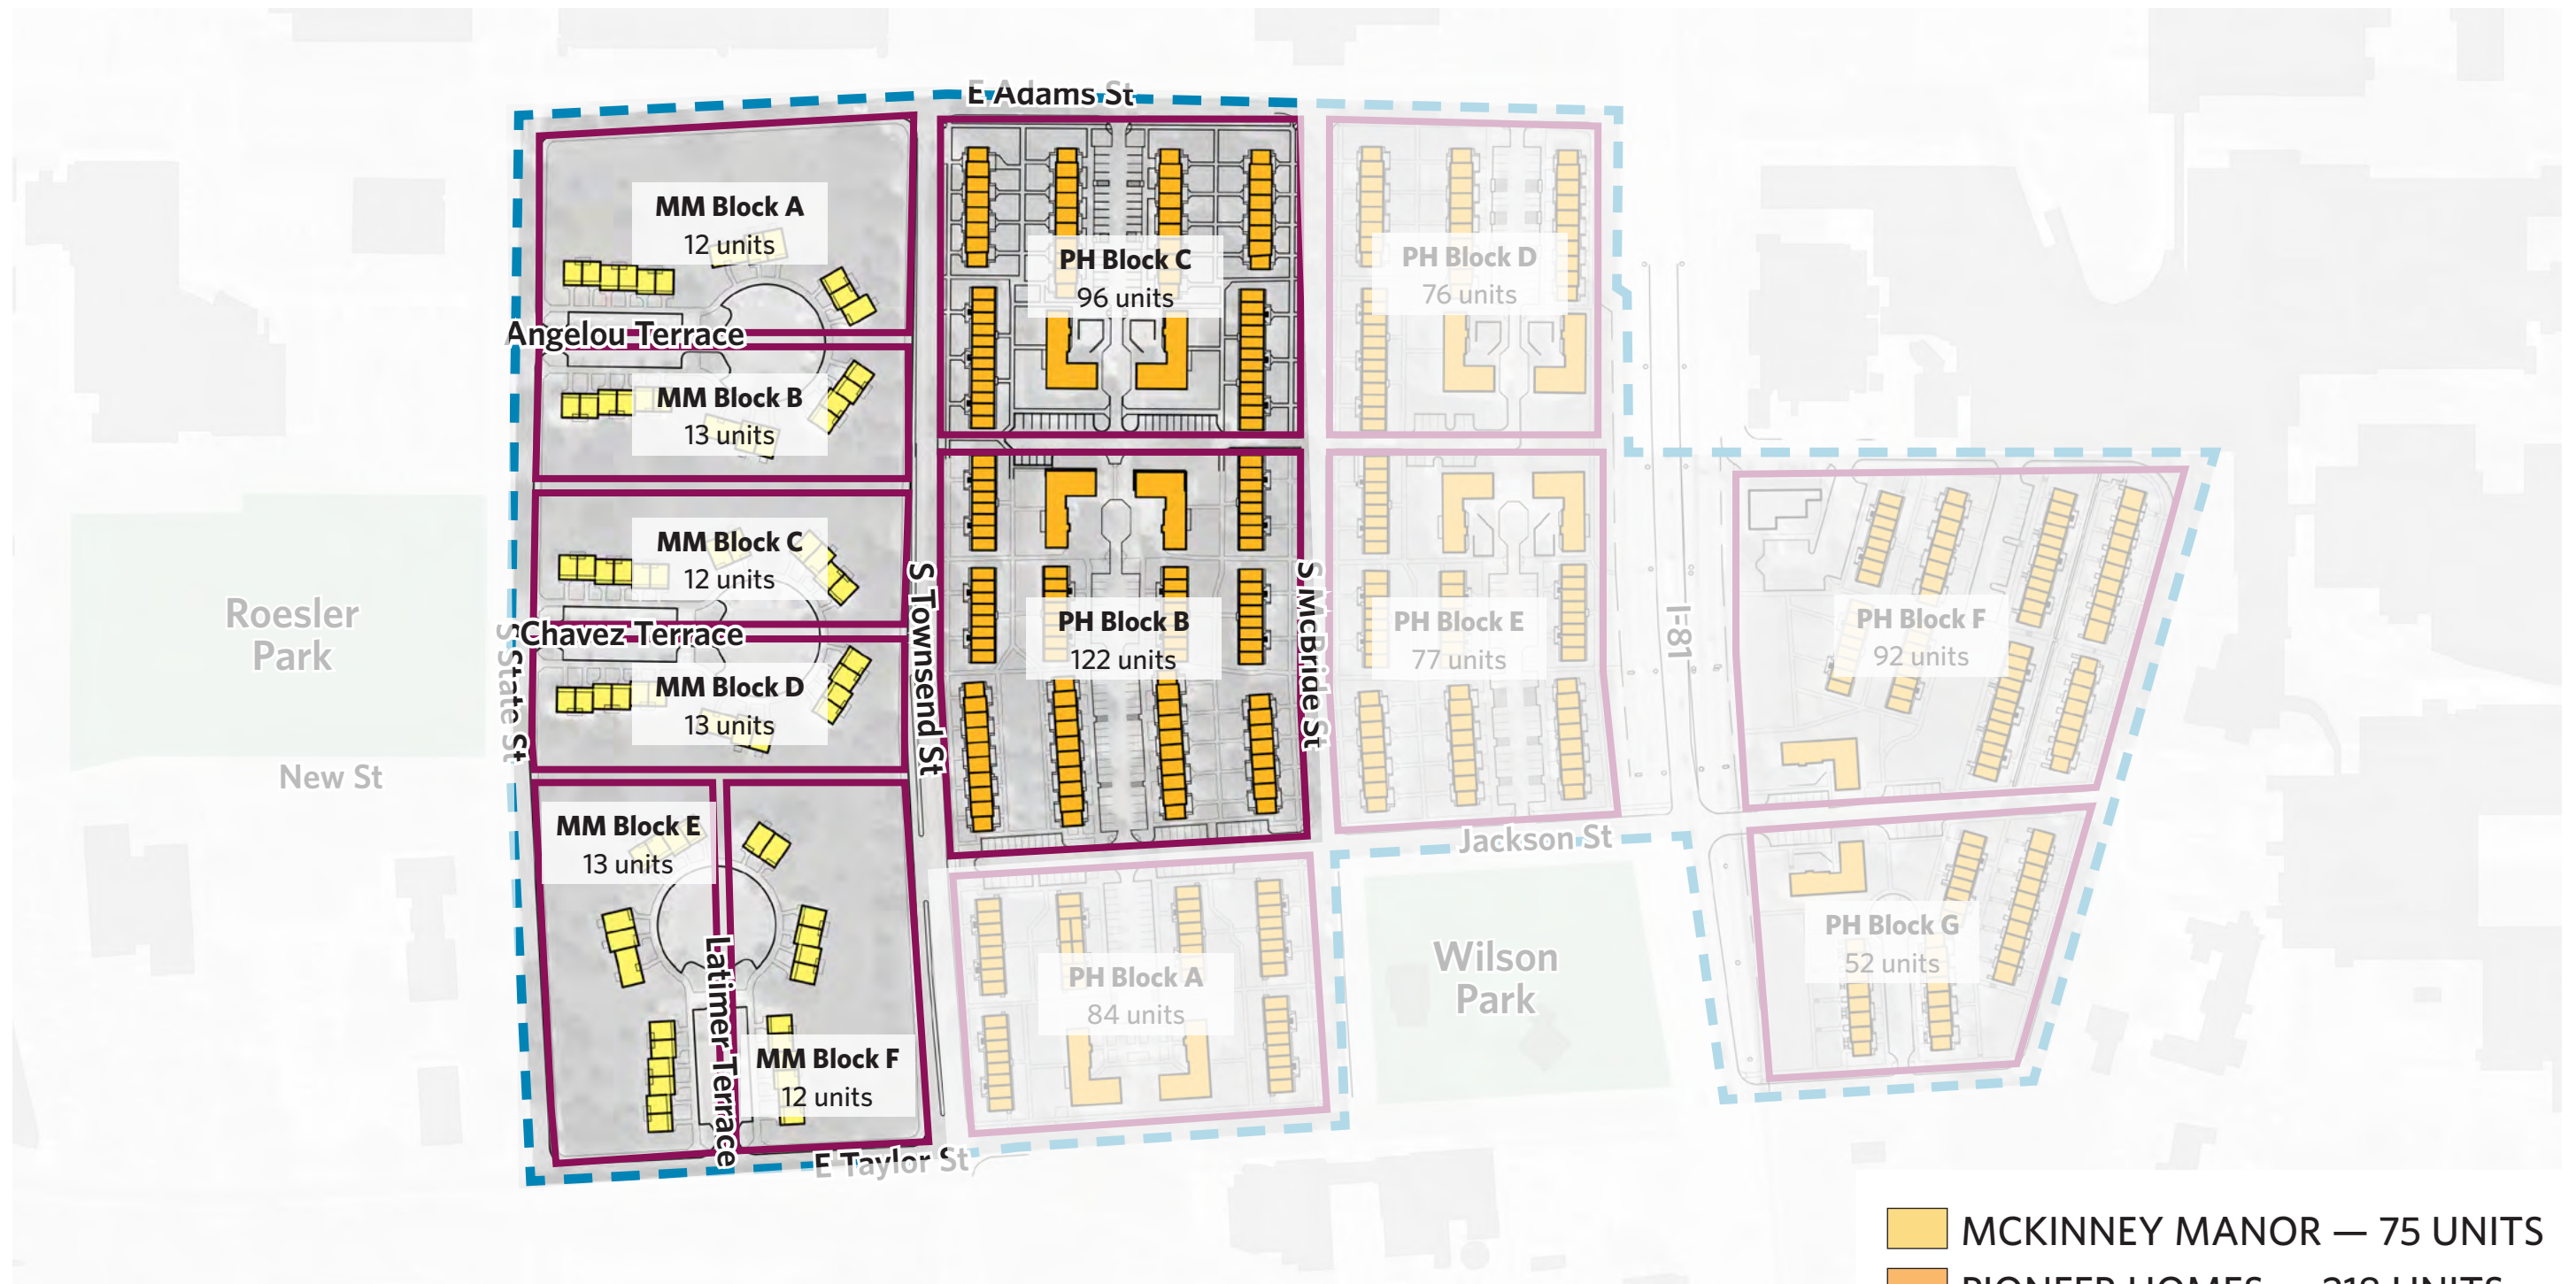 E Adams St
MM Block A
12 units
PH Block C
96 units
PH Block D
76 units
Angelou Terrace
MM Block B
13 units
MM Block C
12 units
Chavez Terrace
MM Block D
13 units
S State St
S Townsend St
PH Block B
122 units
S McBride St
PH Block E
77 units
I-81
PH Block F
92 units
Roesler
Park
New St
MM Block E
13 units
Latimer Terrace
MM Block F
12 units
Jackson St
PH Block A
84 units
Wilson
Park
PH Block G
52 units
E Taylor St
MCKINNEY MANOR — 75 UNITS
PIONEER HOMES — 218 UNITS